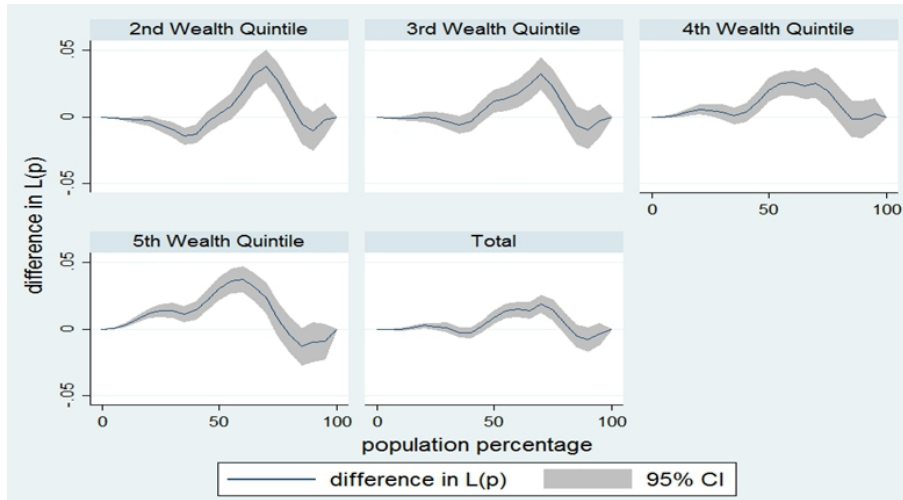 2nd Wealth Quintile
3rd Wealth Quintile
4th Wealth Quintile
difference in L(p)
.05
0
-.05
0
50
100
5th Wealth Quintile
Total
.05
0
-.05
0
50
100
0
50
100
population percentage
difference in L(p)
95% CI